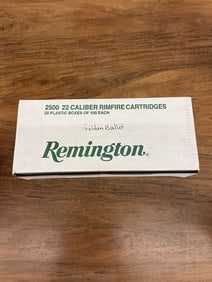 2500 22 CALIBER RIMFIRE CARTRIDGES
25 PLASTIC BOXES OF 100 EACH
Golden Bullet
Remington®